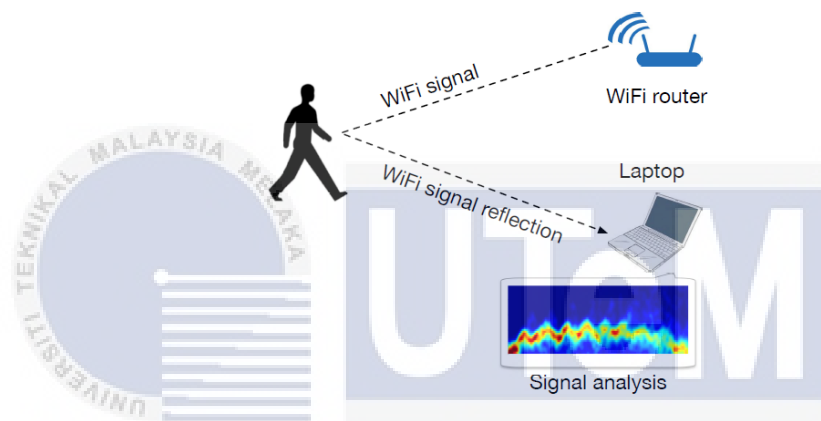 WiFi signal
WiFi router
WiFi signal reflection
Laptop
Signal analysis
UNIVERSITI TEKNIKAL MALAYSIA MELAKA
UTeM